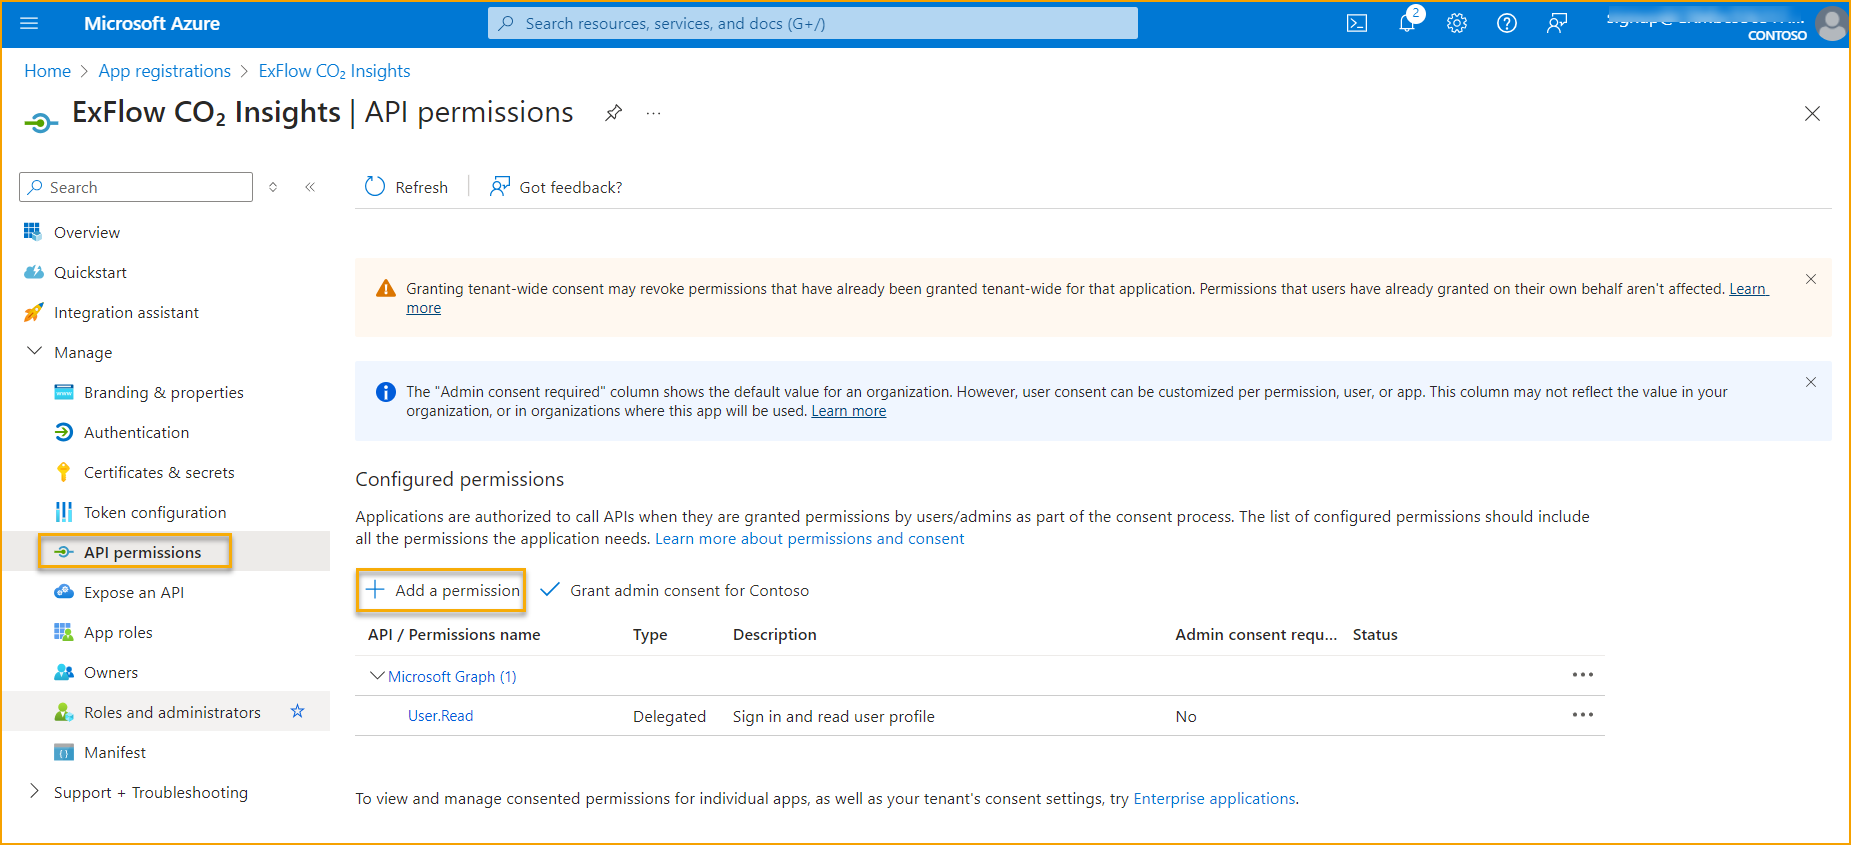 Microsoft Azure
Search resources, services, and docs (G+/)
2
CONTOSO
Home > App registrations > ExFlow CO₂ Insights
ExFlow CO₂ Insights | API permissions
...
Search
Refresh
Got feedback?
Overview
Quickstart
Integration assistant
Manage
Branding & properties
Authentication
Certificates & secrets
Token configuration
API permissions
Expose an API
App roles
Owners
Roles and administrators
Manifest
Support + Troubleshooting
Granting tenant-wide consent may revoke permissions that have already been granted tenant-wide for that application. Permissions that users have already granted on their own behalf aren't affected. Learn
more
The "Admin consent required" column shows the default value for an organization. However, user consent can be customized per permission, user, or app. This column may not reflect the value in your
organization, or in organizations where this app will be used. Learn more
Configured permissions
Applications are authorized to call APIs when they are granted permissions by users/admins as part of the consent process. The list of configured permissions should include
all the permissions the application needs. Learn more about permissions and consent
Add a permission
Grant admin consent for Contoso
API / Permissions name Type Description Admin consent requ... Status
Microsoft Graph (1)
User.Read Delegated Sign in and read user profile No
To view and manage consented permissions for individual apps, as well as your tenant's consent settings, try Enterprise applications.